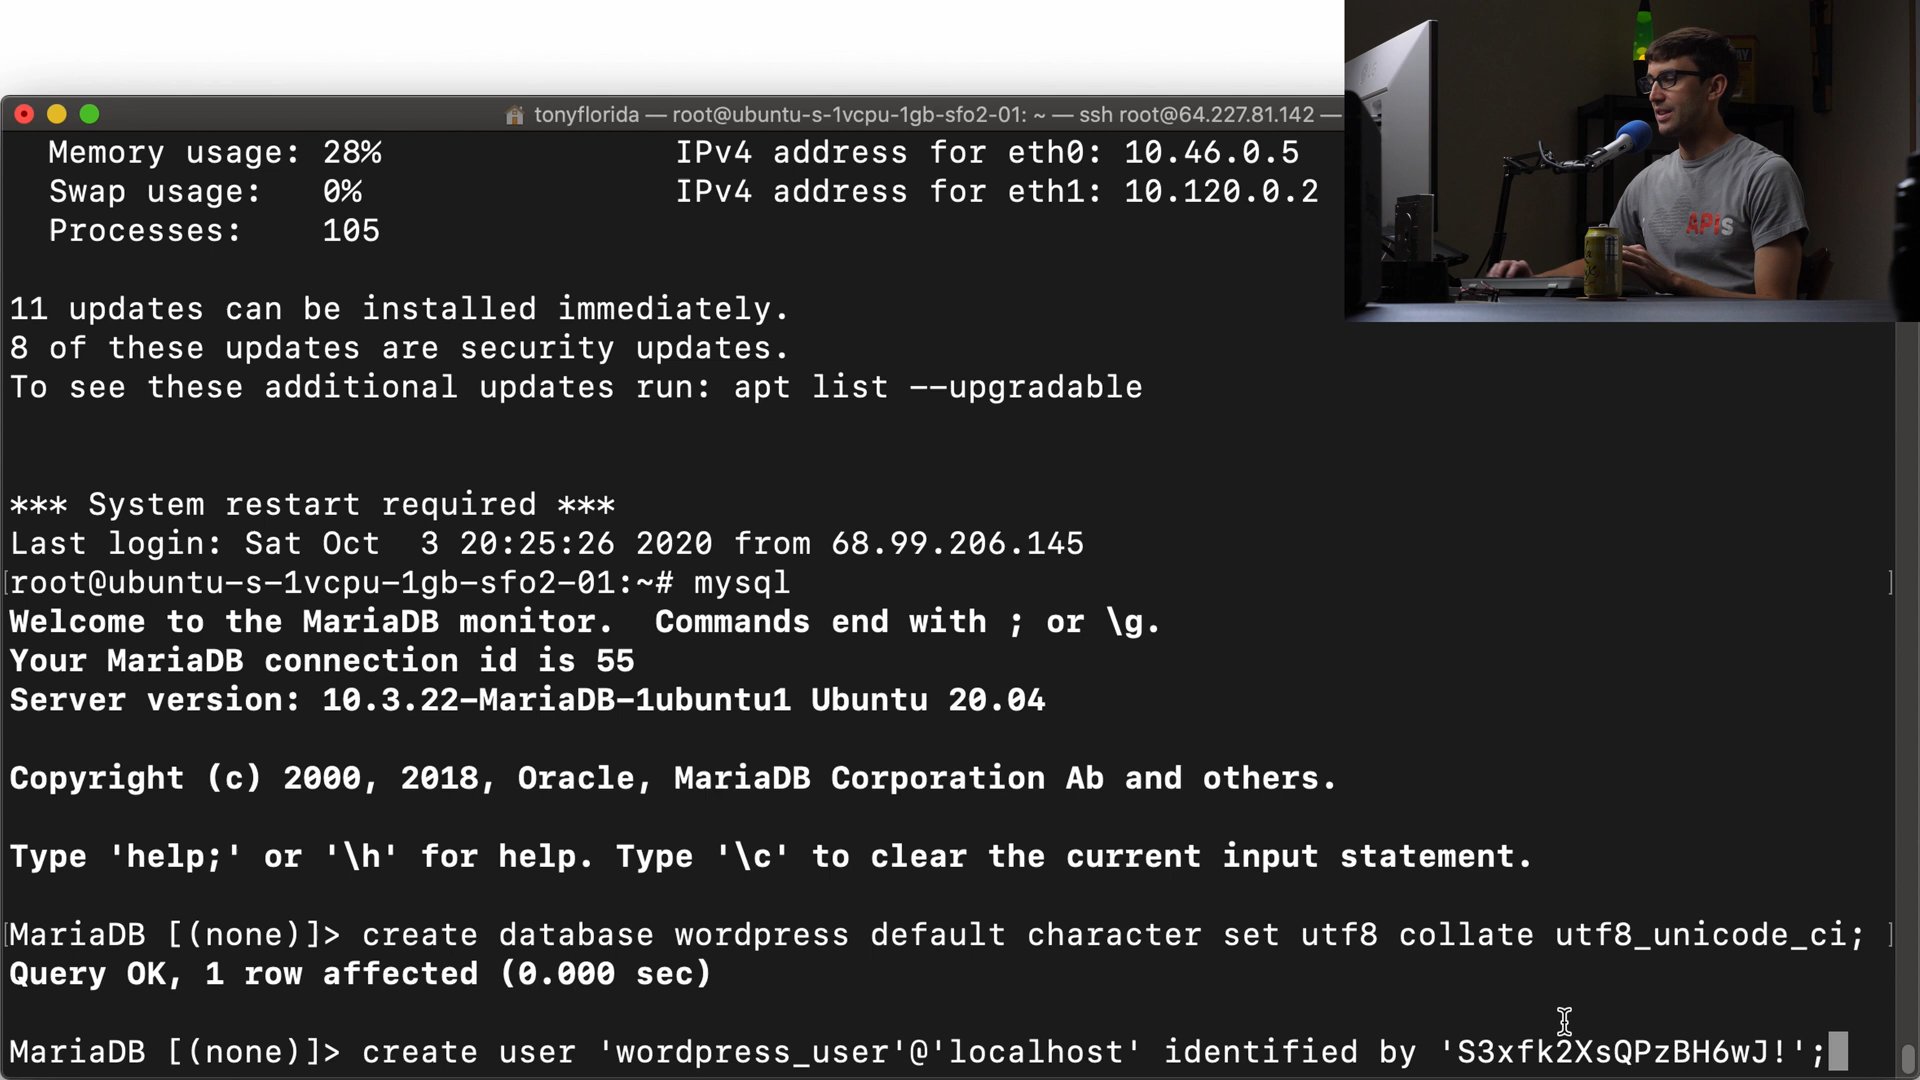 tonyflorida — root@ubuntu-s-1vcpu-1gb-sfo2-01: ~ — ssh root@64.227.81.142 —
APIs
Memory usage: 28% IPv4 address for eth0: 10.46.0.5
Swap usage: 0% IPv4 address for eth1: 10.120.0.2
Processes: 105
11 updates can be installed immediately.
8 of these updates are security updates.
To see these additional updates run: apt list --upgradable
*** System restart required ***
Last login: Sat Oct 3 20:25:26 2020 from 68.99.206.145
[root@ubuntu-s-1vcpu-1gb-sfo2-01:~# mysql ]
Welcome to the MariaDB monitor. Commands end with ; or \g.
Your MariaDB connection id is 55
Server version: 10.3.22-MariaDB-1ubuntu1 Ubuntu 20.04
Copyright (c) 2000, 2018, Oracle, MariaDB Corporation Ab and others.
Type 'help;' or '\h' for help. Type '\c' to clear the current input statement.
[MariaDB [(none)]> create database wordpress default character set utf8 collate utf8_unicode_ci; ]
Query OK, 1 row affected (0.000 sec)
MariaDB [(none)]> create user 'wordpress_user'@'localhost' identified by 'S3xfk2XsQPzBH6wJ!';